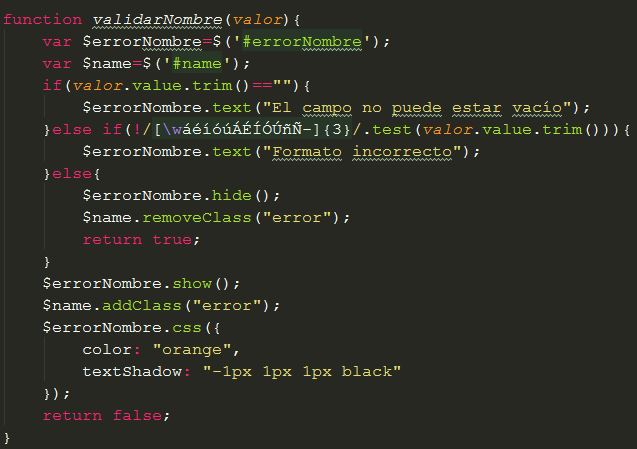 function validarNombre(valor){
var $errorNombre=$('#errorNombre');
var $name=$('#name');
if(valor.value.trim()==""){
$errorNombre.text("El campo no puede estar vacío");
}else if(!/[\wáéíóúÁÉÍÓÚñÑ-]{3}/.test(valor.value.trim())){
$errorNombre.text("Formato incorrecto");
}else{
$errorNombre.hide();
$name.removeClass("error");
return true;
}
$errorNombre.show();
$name.addClass("error");
$errorNombre.css({
color: "orange",
textShadow: "-1px 1px 1px black"
});
return false;
}